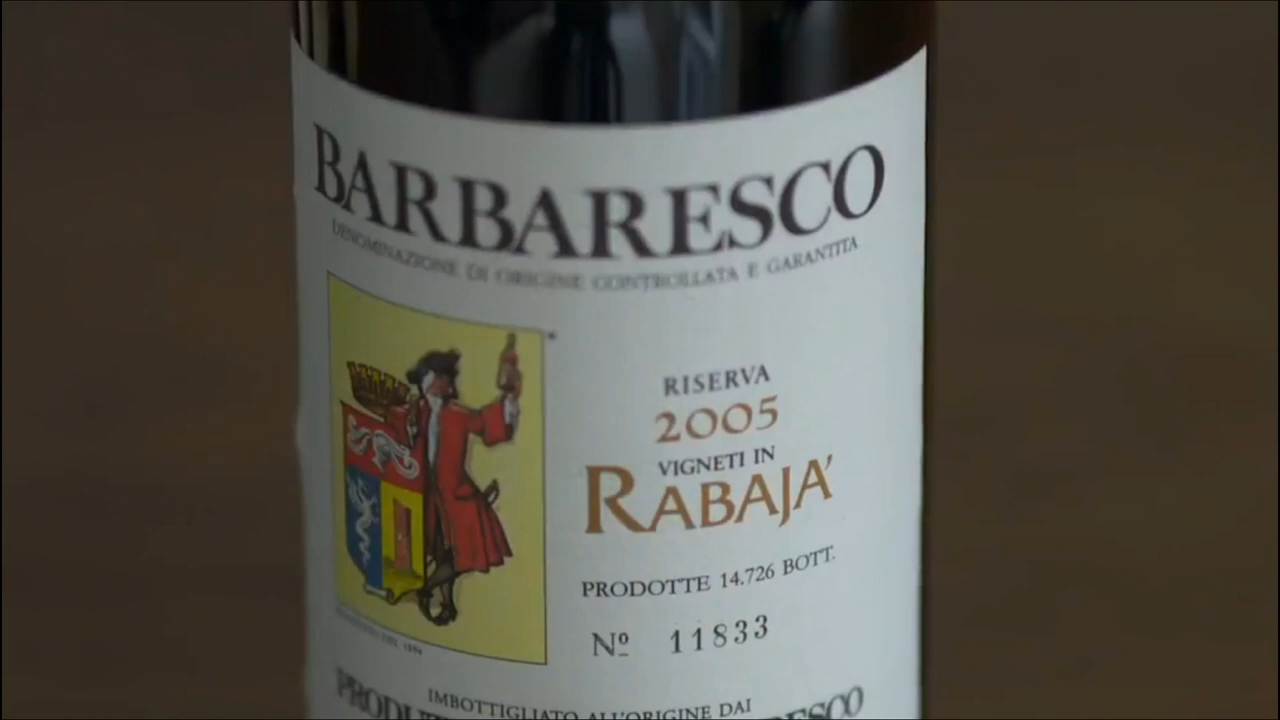 BARBARESCO
DENOMINAZIONE DI ORIGINE CONTROLLATA E GARANTITA
RISERVA
2005
VIGNETI IN
RABAJA'
PRODOTTE 14.726 BOTT.
Nº 11833
IMBOTTIGLIATO ALL'ORIGINE DAI